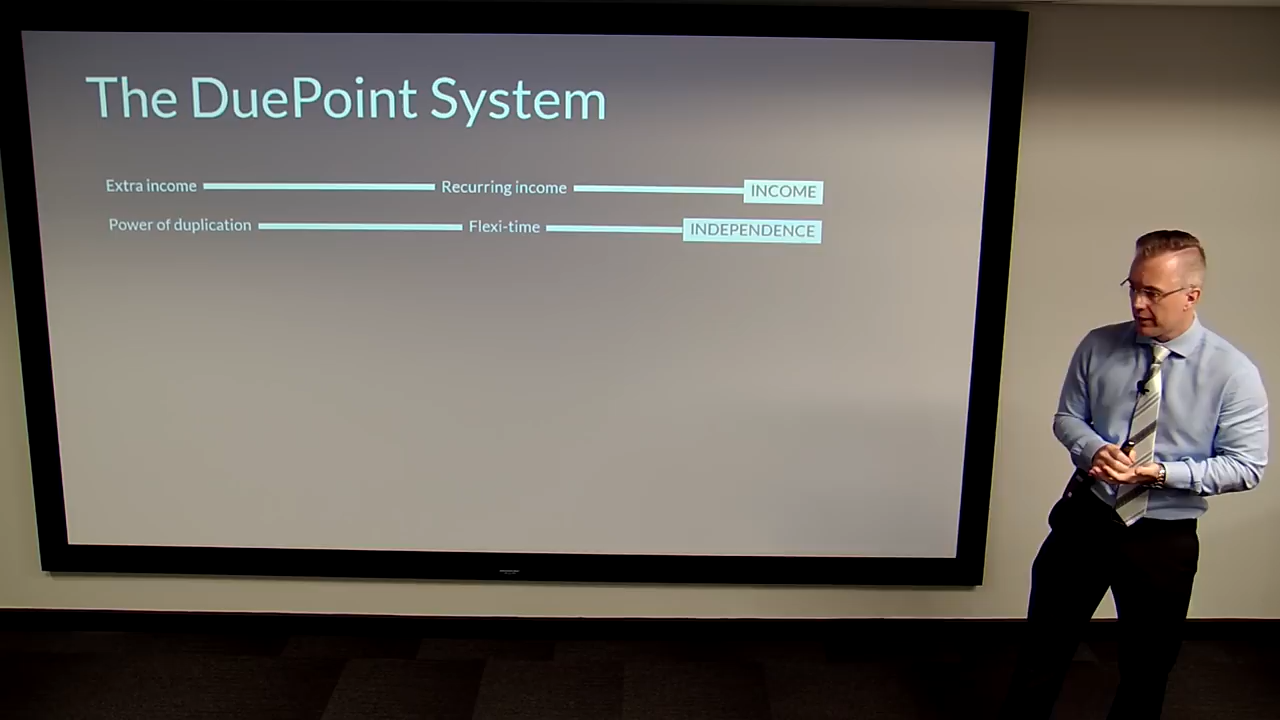 The DuePoint System
Extra income Recurring income INCOME
Power of duplication Flexi-time INDEPENDENCE